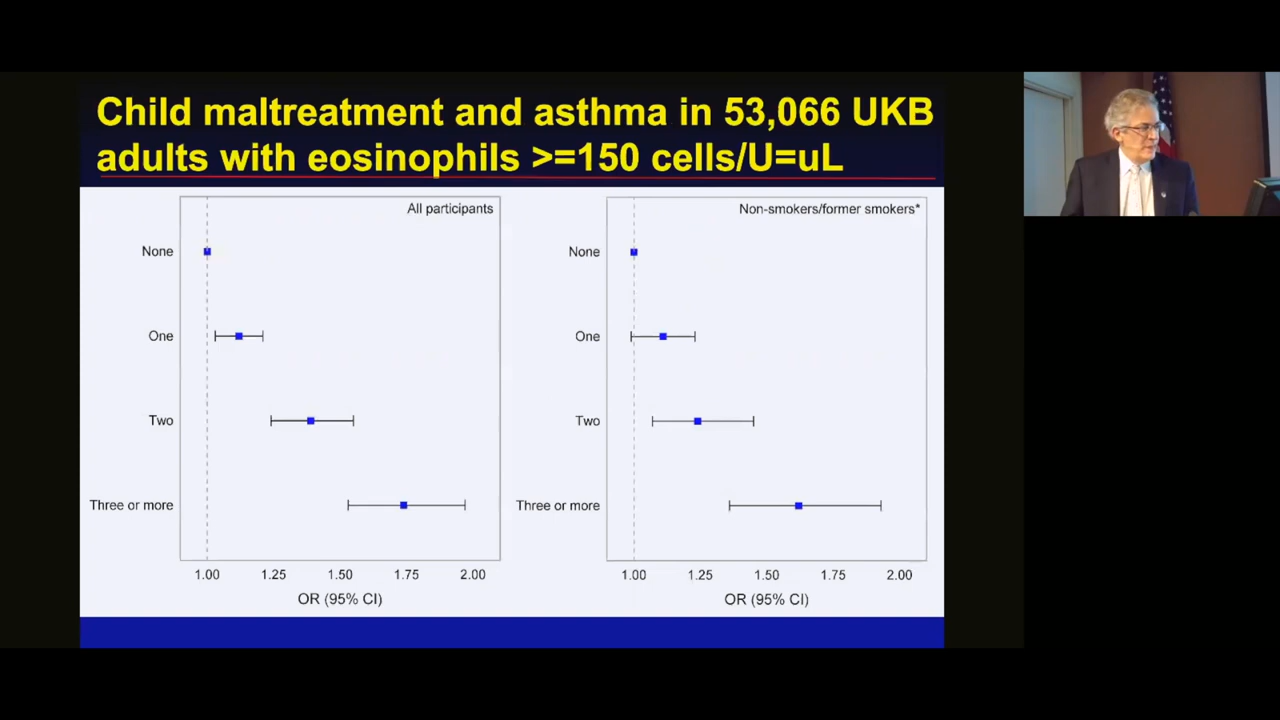 Child maltreatment and asthma in 53,066 UKB
adults with eosinophils >=150 cells/U=uL
All participants
None
One
Two
Three or more
1.00 1.25 1.50 1.75 2.00
OR (95% CI)
Non-smokers/former smokers*
None
One
Two
Three or more
1.00 1.25 1.50 1.75 2.00
OR (95% CI)